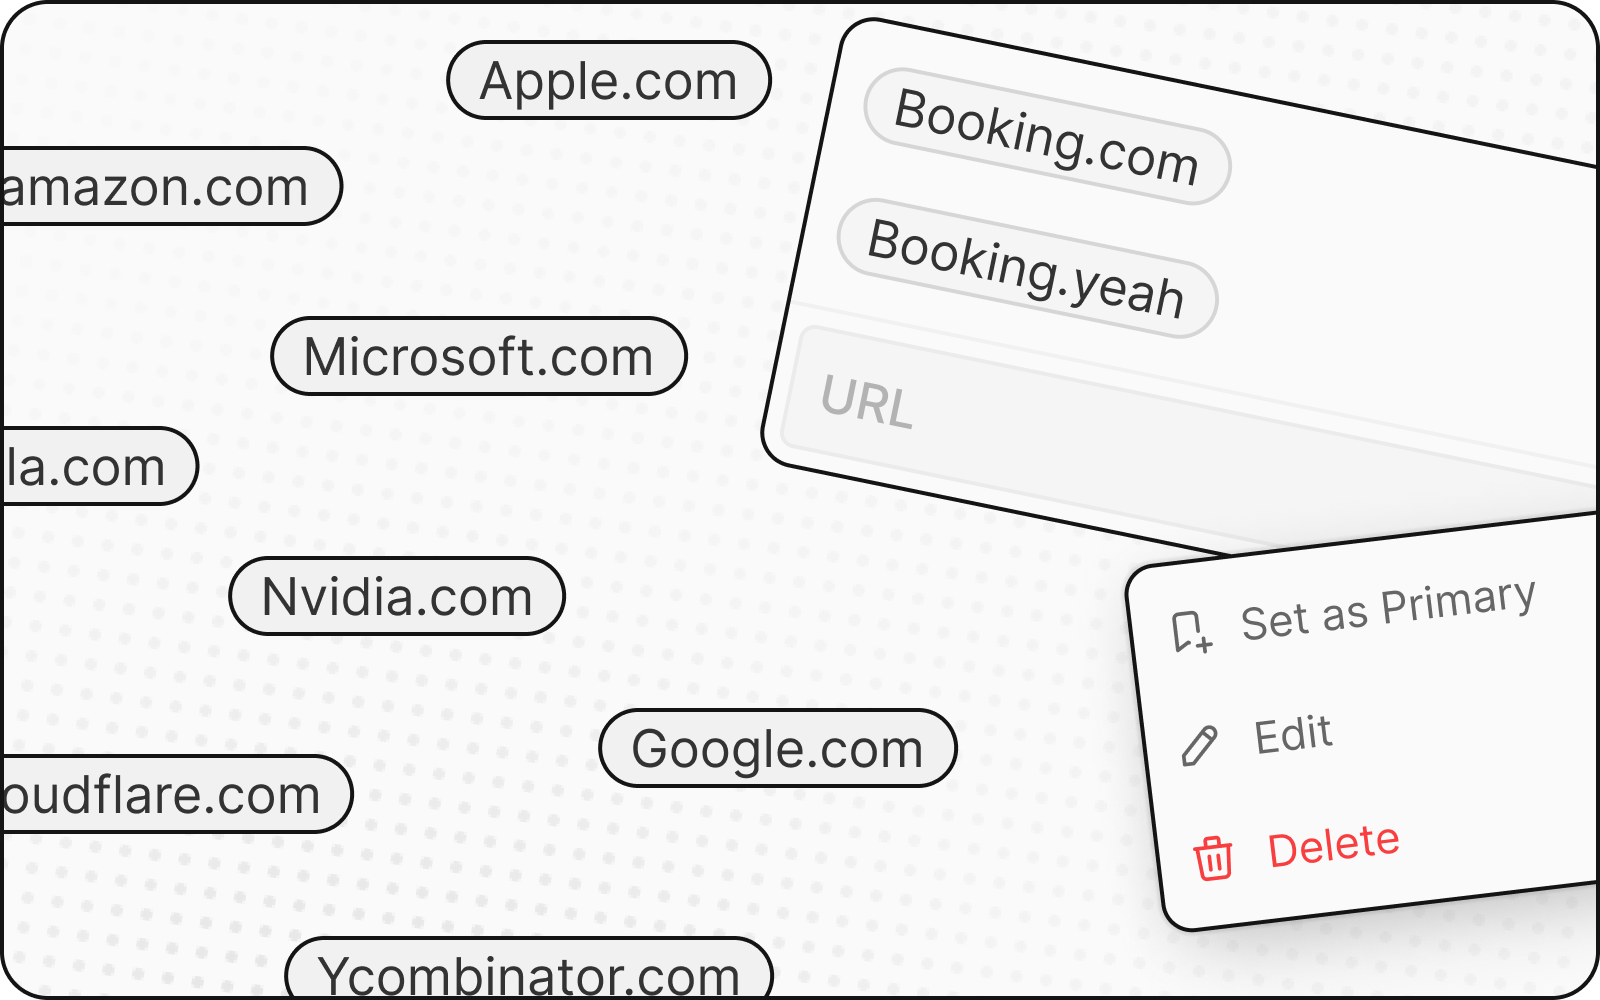 Apple.com
amazon.com
Microsoft.com
la.com
Nvidia.com
Google.com
oudflare.com
Ycombinator.com
Booking.com
Booking.yeah
URL
Set as Primary
Edit
Delete